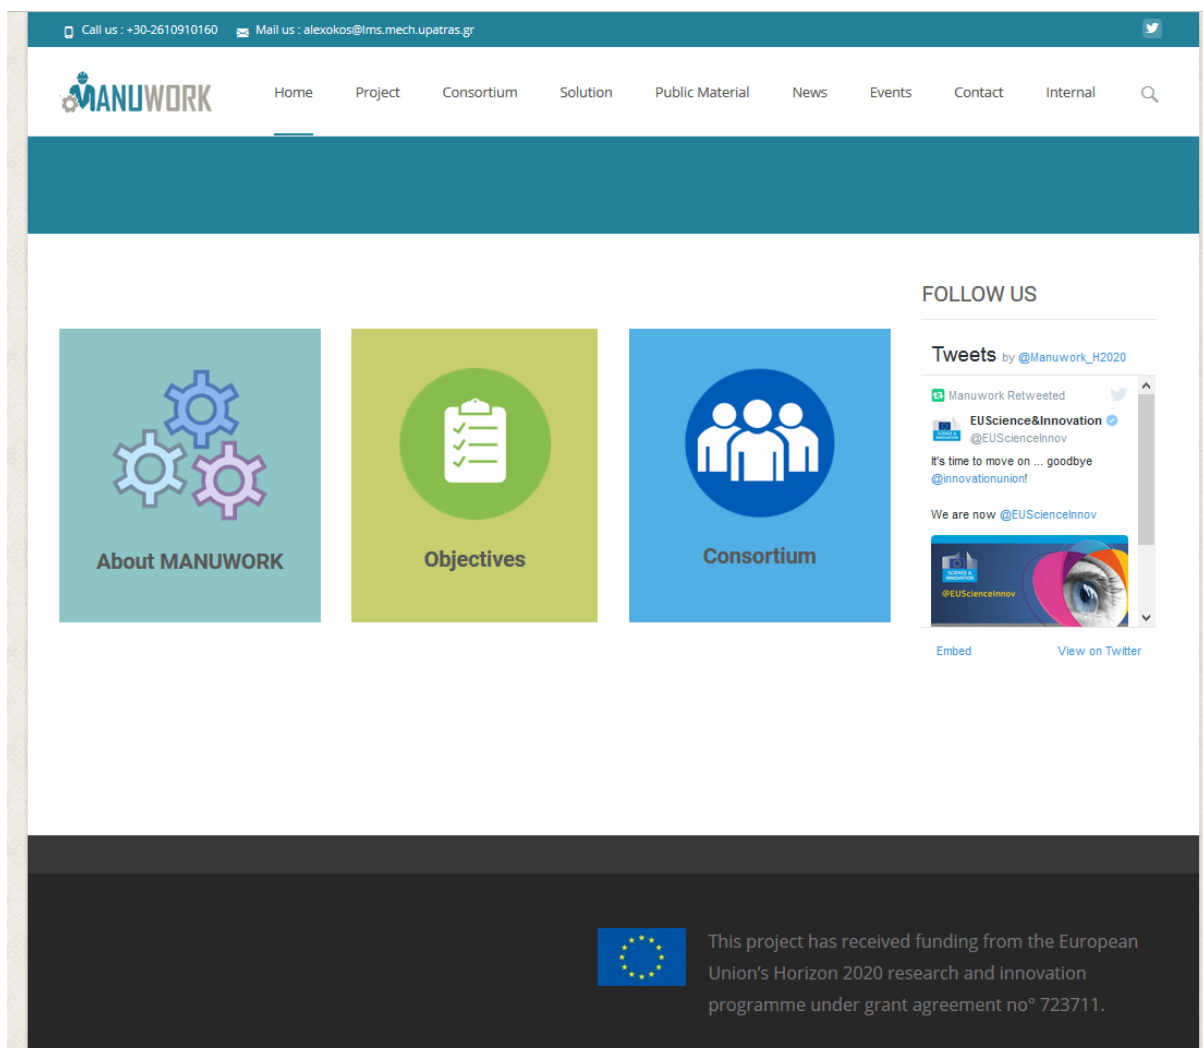 Call us : +30-2610910160 Mail us : alexokos@lms.mech.upatras.gr
MANUWORK
Home Project Consortium Solution Public Material News Events Contact Internal
FOLLOW US
Tweets by @Manuwork_H2020
Manuwork Retweeted
EUScience&Innovation
@EUScienceInnov
It's time to move on ... goodbye
@innovationunion!
We are now @EUScienceInnov
SCIENCE &
INNOVATION
@EUScienceInnov
Embed View on Twitter
About MANUWORK
Objectives
Consortium
This project has received funding from the European
Union’s Horizon 2020 research and innovation
programme under grant agreement no° 723711.